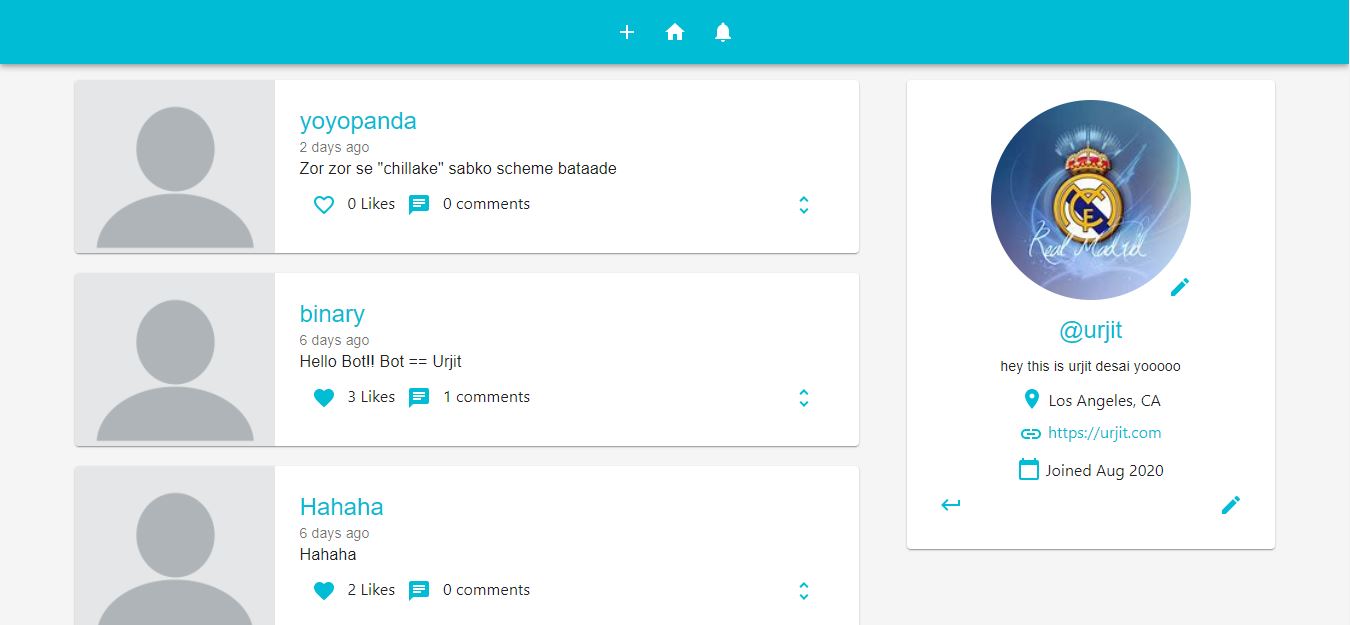 yoyopanda
2 days ago
Zor zor se "chillake" sabko scheme bataade
0 Likes 0 comments
binary
6 days ago
Hello Bot!! Bot == Urjit
3 Likes 1 comments
Hahaha
6 days ago
Hahaha
2 Likes 0 comments
Real Madrid
@urjit
hey this is urjit desai yooooo
Los Angeles, CA
https://urjit.com
Joined Aug 2020